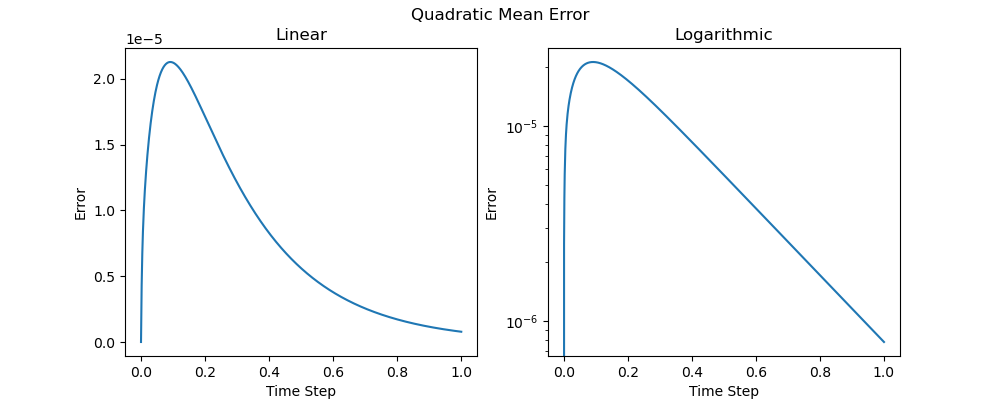 Quadratic Mean Error
Linear
1e−5
2.0
1.5
1.0
0.5
0.0
Error
0.0 0.2 0.4 0.6 0.8 1.0
Time Step
Logarithmic
10⁻⁵
10⁻⁶
Error
0.0 0.2 0.4 0.6 0.8 1.0
Time Step